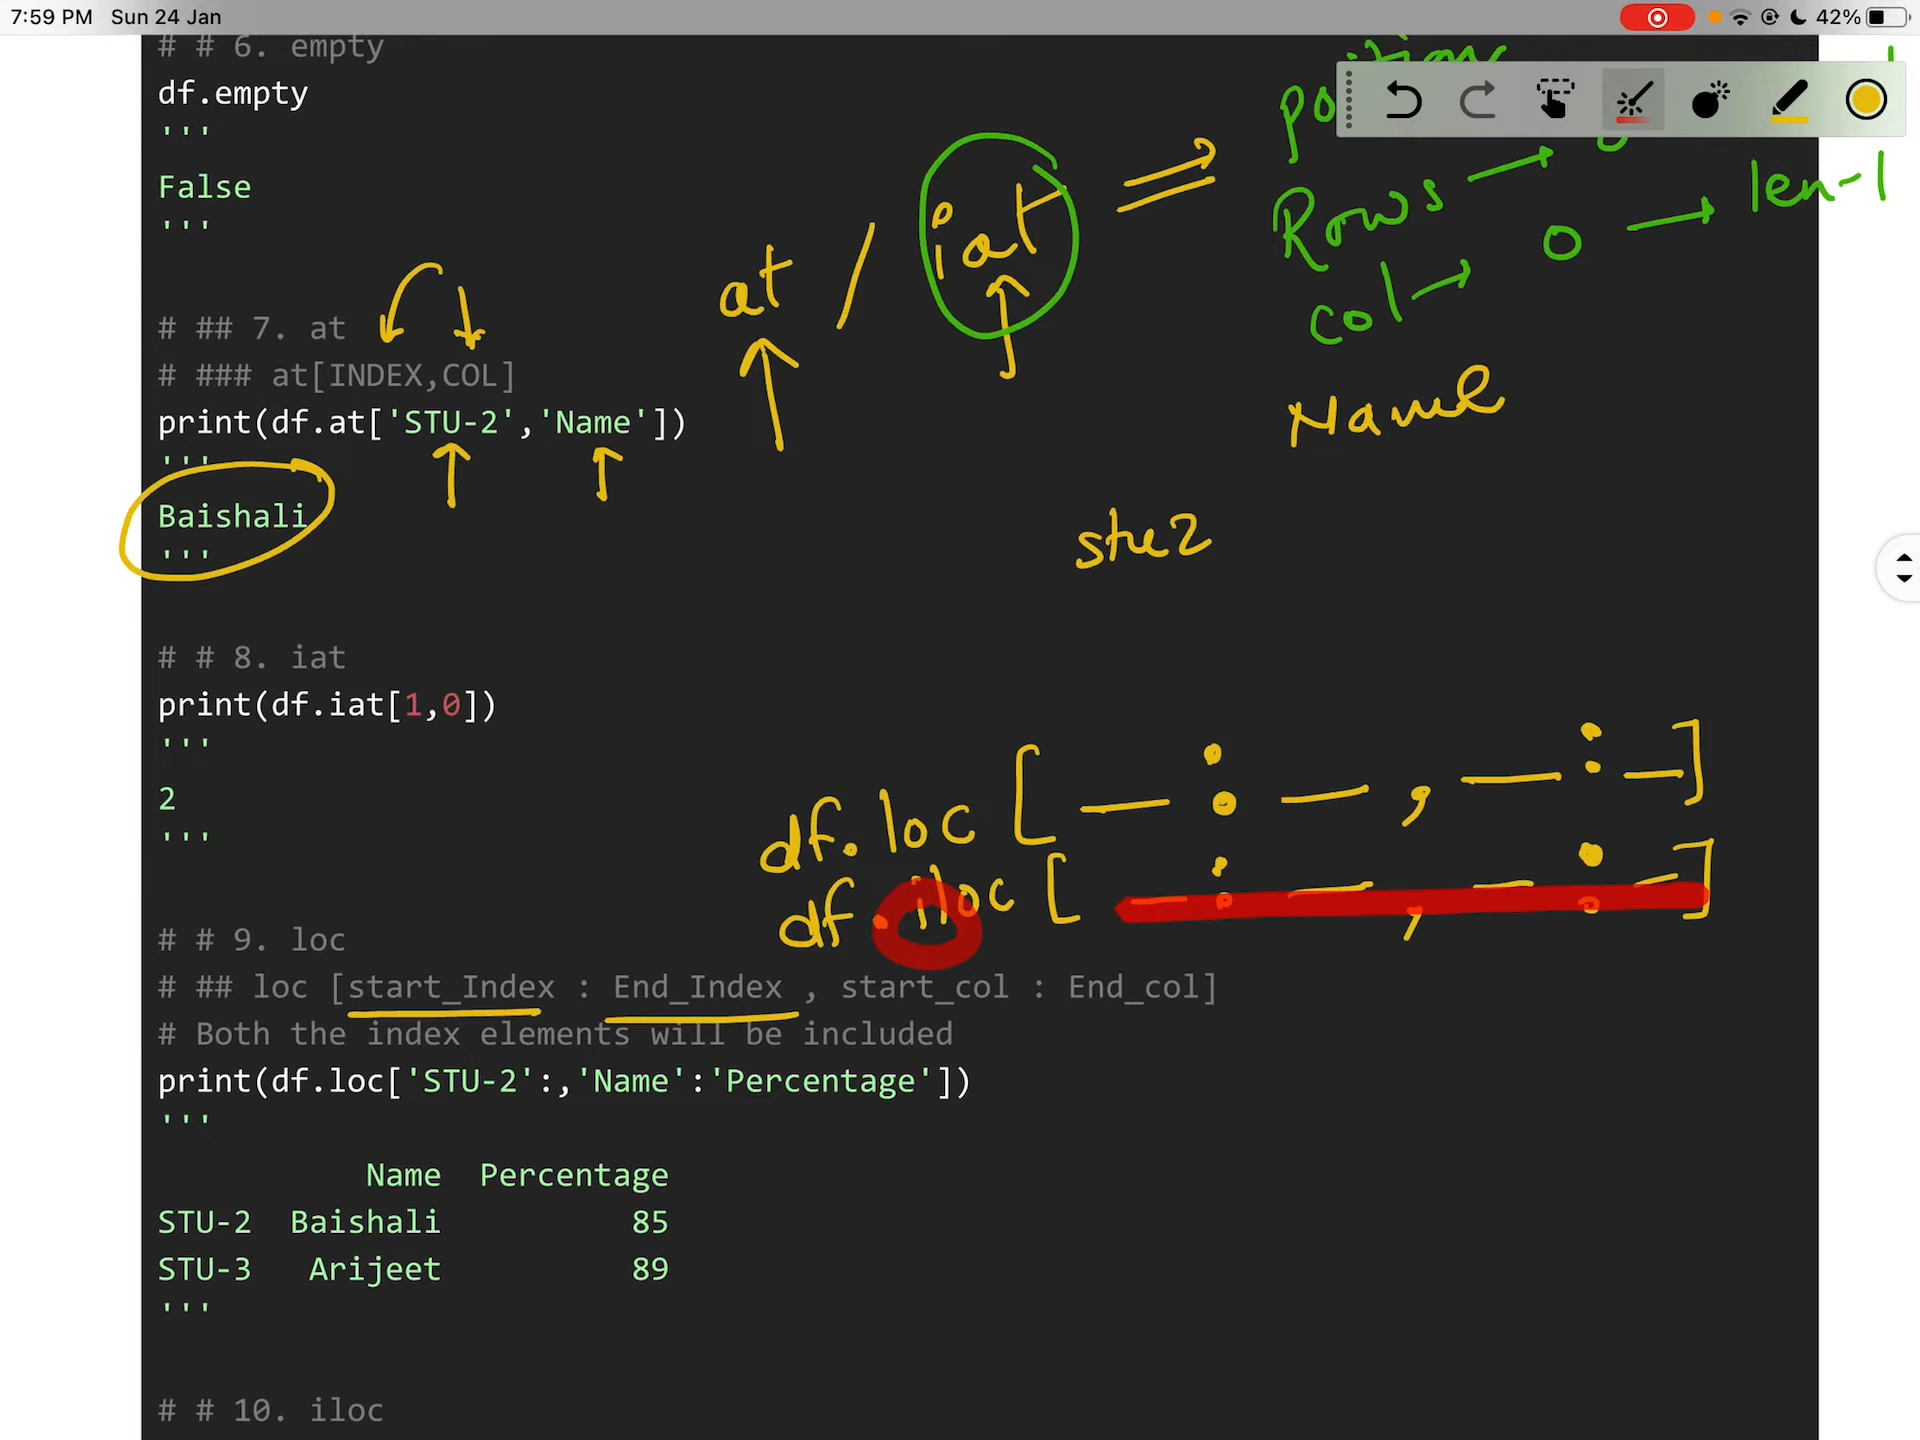 7:59 PM Sun 24 Jan 42%
# # 6. empty
df.empty
'''
False
'''
at / iat
Rows → 0
col → 0 → len-1
Name
# ## 7. at
# ### at[INDEX,COL]
print(df.at['STU-2','Name'])
'''
Baishali
'''
stu2
# # 8. iat
print(df.iat[1,0])
'''
2
'''
df.loc [ — : — , — : — ]
df.iloc [ — : — , — : — ]
# # 9. loc
# ## loc [start_Index : End_Index , start_col : End_col]
# Both the index elements will be included
print(df.loc['STU-2':,'Name':'Percentage'])
'''
Name Percentage
STU-2 Baishali 85
STU-3 Arijeet 89
'''
# # 10. iloc